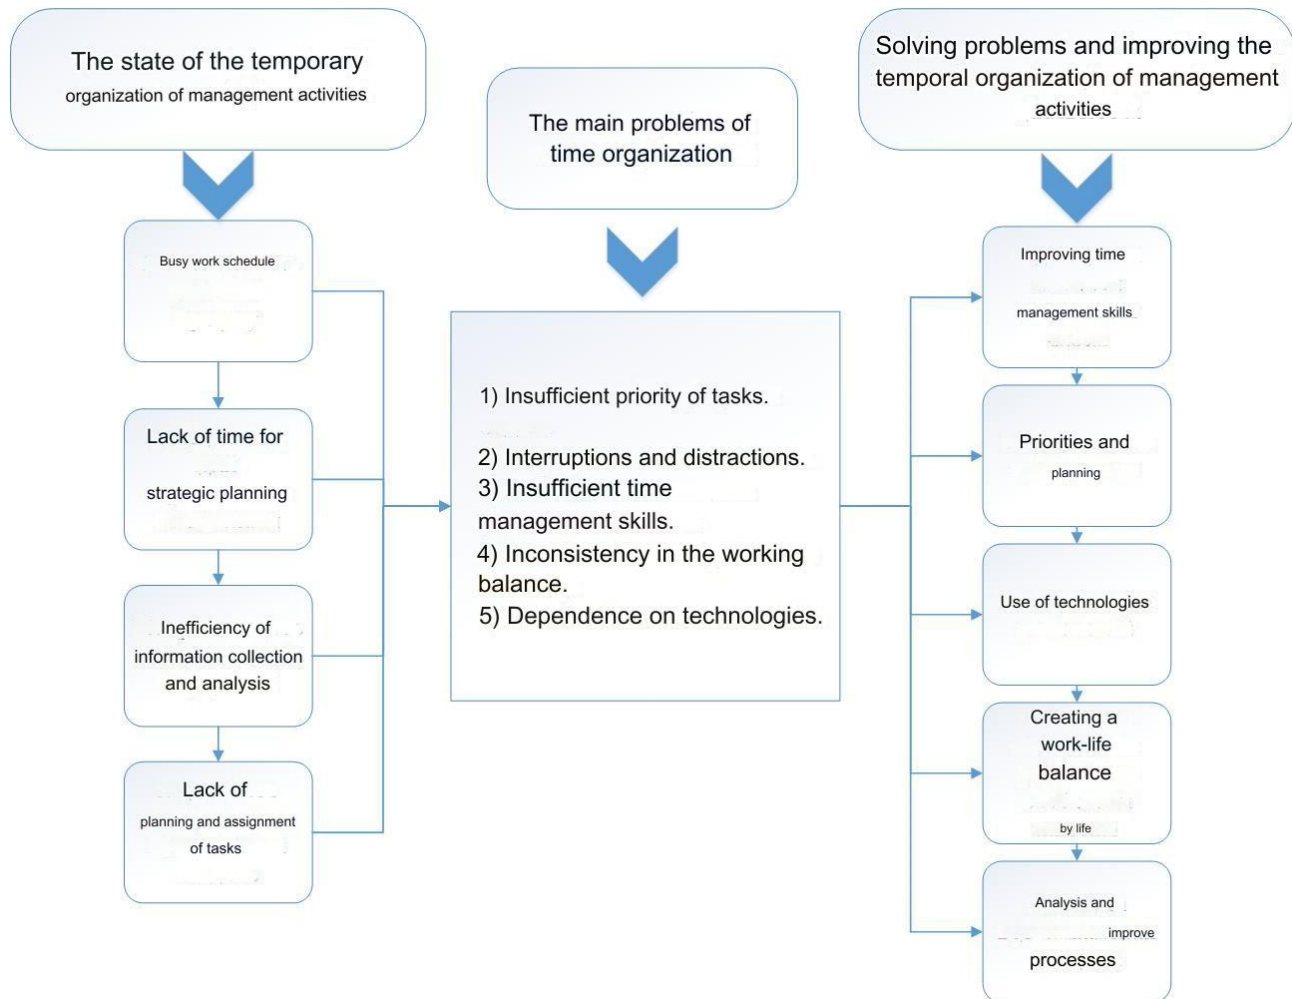 The state of the temporary
organization of management activities
Busy work schedule
Lack of time for
strategic planning
Inefficiency of
information collection
and analysis
Lack of
planning and assignment
of tasks
The main problems of
time organization
1) Insufficient priority of tasks.
2) Interruptions and distractions.
3) Insufficient time
management skills.
4) Inconsistency in the working
balance.
5) Dependence on technologies.
Solving problems and improving the
temporal organization of management
activities
Improving time
management skills
Priorities and
planning
Use of technologies
Creating a
work-life
balance
by life
Analysis and
improve
processes